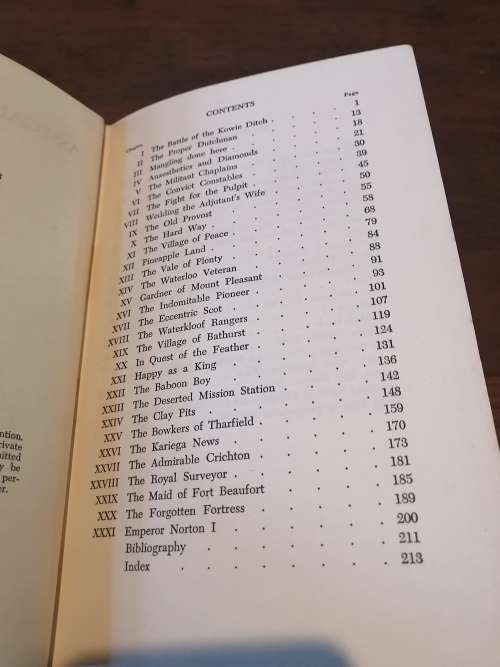 ntion,
rivate
mitted
y be
per-
er.
CONTENTS
Chapter Page
I The Battle of the Kowie Ditch . . . . 1
II The Proper Dutchman . . . . 13
III Mangling done here . . . . 18
IV Anaesthetics and Diamonds . . . . 21
V The Militant Chaplains . . . . 30
VI The Convict Constables . . . . 39
VII The Fight for the Pulpit . . . . 45
VIII Wedding the Adjutant's Wife . . . . 50
IX The Old Provost . . . . 55
X The Hard Way . . . . . 58
XI The Village of Peace . . . . . 68
XII Pineapple Land . . . . . 79
XIII The Vale of Plenty . . . . 84
XIV The Waterloo Veteran . . . . 88
XV Gardner of Mount Pleasant . . . . 91
XVI The Indomitable Pioneer . . . . 93
XVII The Eccentric Scot . . . . . 101
XVIII The Waterkloof Rangers . . . . 107
XIX The Village of Bathurst . . . . 119
XX In Quest of the Feather . . . . 124
XXI Happy as a King . . . . . 131
XXII The Baboon Boy . . . . . 136
XXIII The Deserted Mission Station . . . . 142
XXIV The Clay Pits . . . . . 148
XXV The Bowkers of Tharfield . . . . 159
XXVI The Kariega News . . . . . 170
XXVII The Admirable Crichton . . . . 173
XXVIII The Royal Surveyor . . . . . 181
XXIX The Maid of Fort Beaufort . . . . 185
XXX The Forgotten Fortress . . . . 189
XXXI Emperor Norton I . . . . . 200
Bibliography . . . . . 211
Index . . . . . . 213